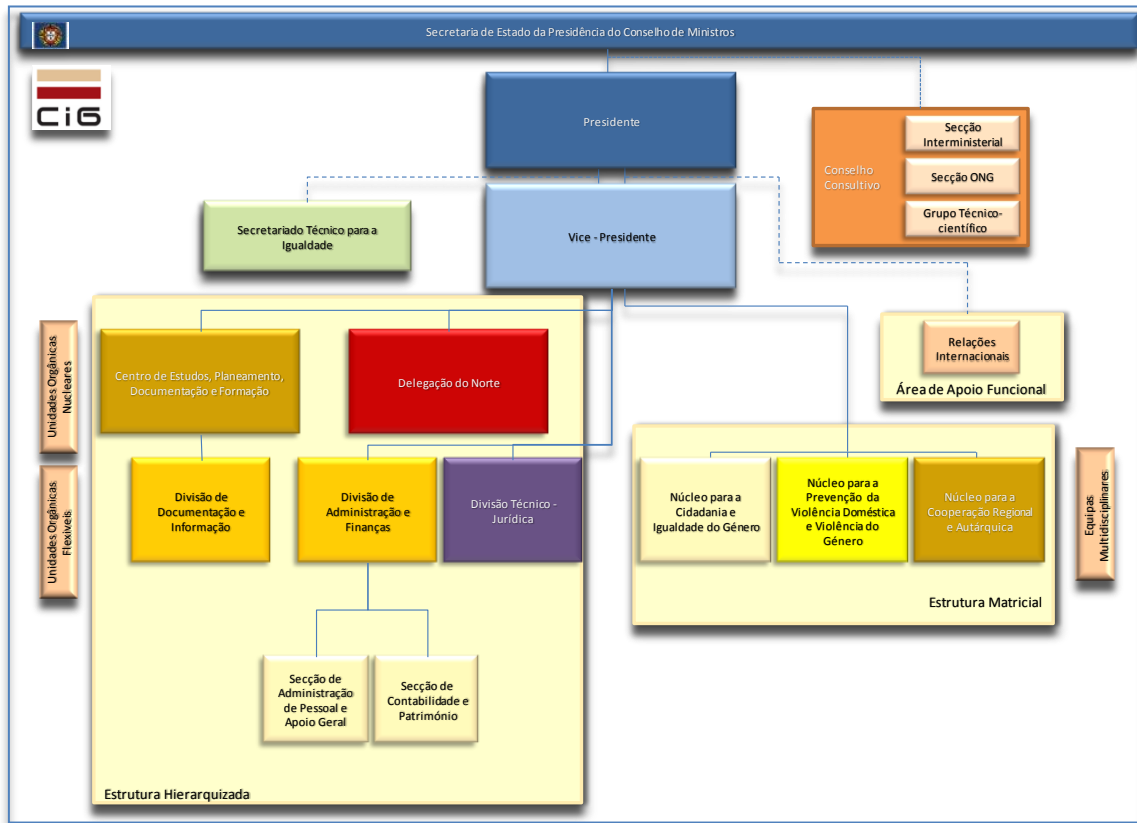 Secretaria de Estado da Presidência do Conselho de Ministros
CiG
Presidente
Conselho
Consultivo
Secção
Interministerial
Secção ONG
Grupo Técnico-
científico
Secretariado Técnico para a
Igualdade
Vice - Presidente
Unidades Orgânicas
Nucleares
Centro de Estudos, Planeamento,
Documentação e Formação
Delegação do Norte
Relações
Internacionais
Área de Apoio Funcional
Unidades Orgânicas
Flexíveis
Divisão de
Documentação e
Informação
Divisão de
Administração e
Finanças
Divisão Técnico -
Jurídica
Núcleo para a
Cidadania e
Igualdade do Género
Núcleo para a
Prevenção da
Violência Doméstica
e Violência do
Género
Núcleo para a
Cooperação Regional
e Autárquica
Equipas
Multidisciplinares
Estrutura Matricial
Secção de
Administração
de Pessoal e
Apoio Geral
Secção de
Contabilidade e
Património
Estrutura Hierarquizada